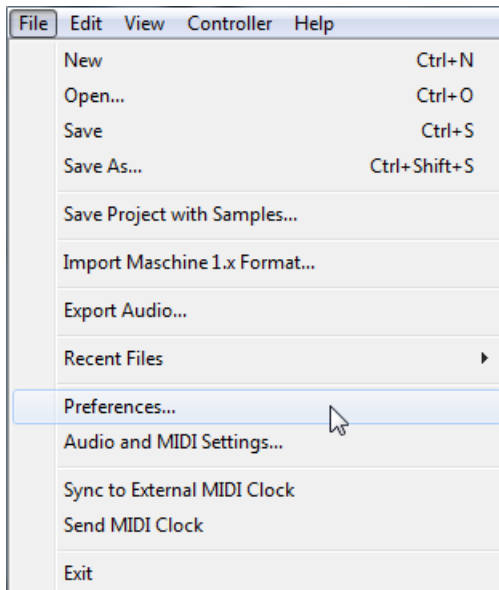 File Edit View Controller Help
New Ctrl+N
Open... Ctrl+O
Save Ctrl+S
Save As... Ctrl+Shift+S
Save Project with Samples...
Import Maschine 1.x Format...
Export Audio...
Recent Files
Preferences...
Audio and MIDI Settings...
Sync to External MIDI Clock
Send MIDI Clock
Exit